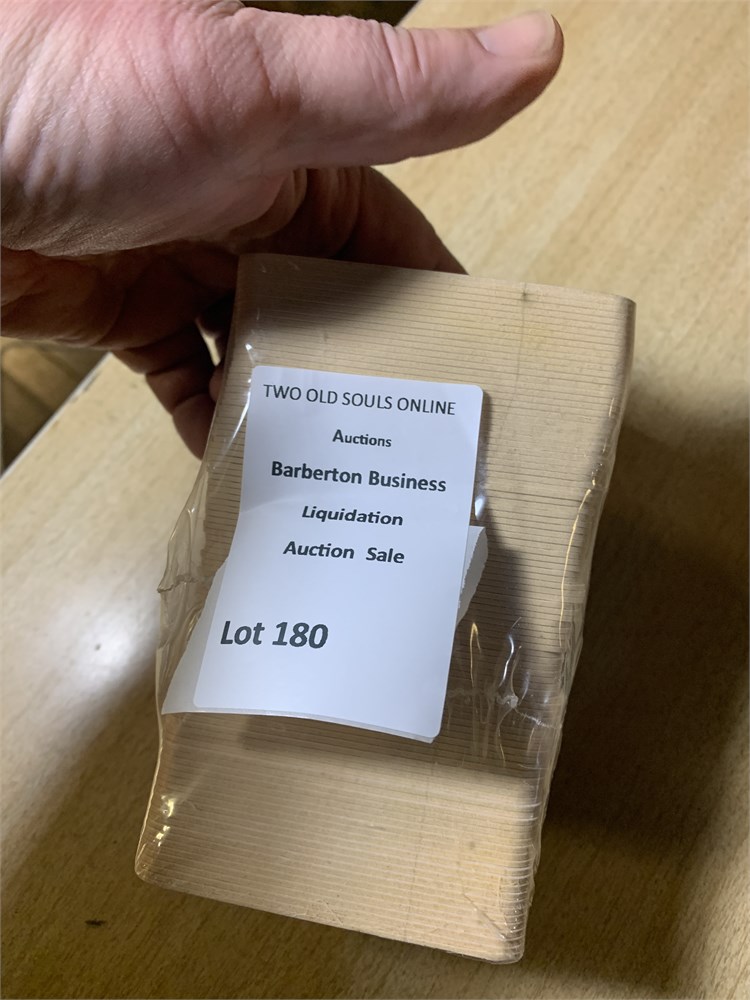 TWO OLD SOULS ONLINE
Auctions
Barberton Business
Liquidation
Auction Sale
Lot 180